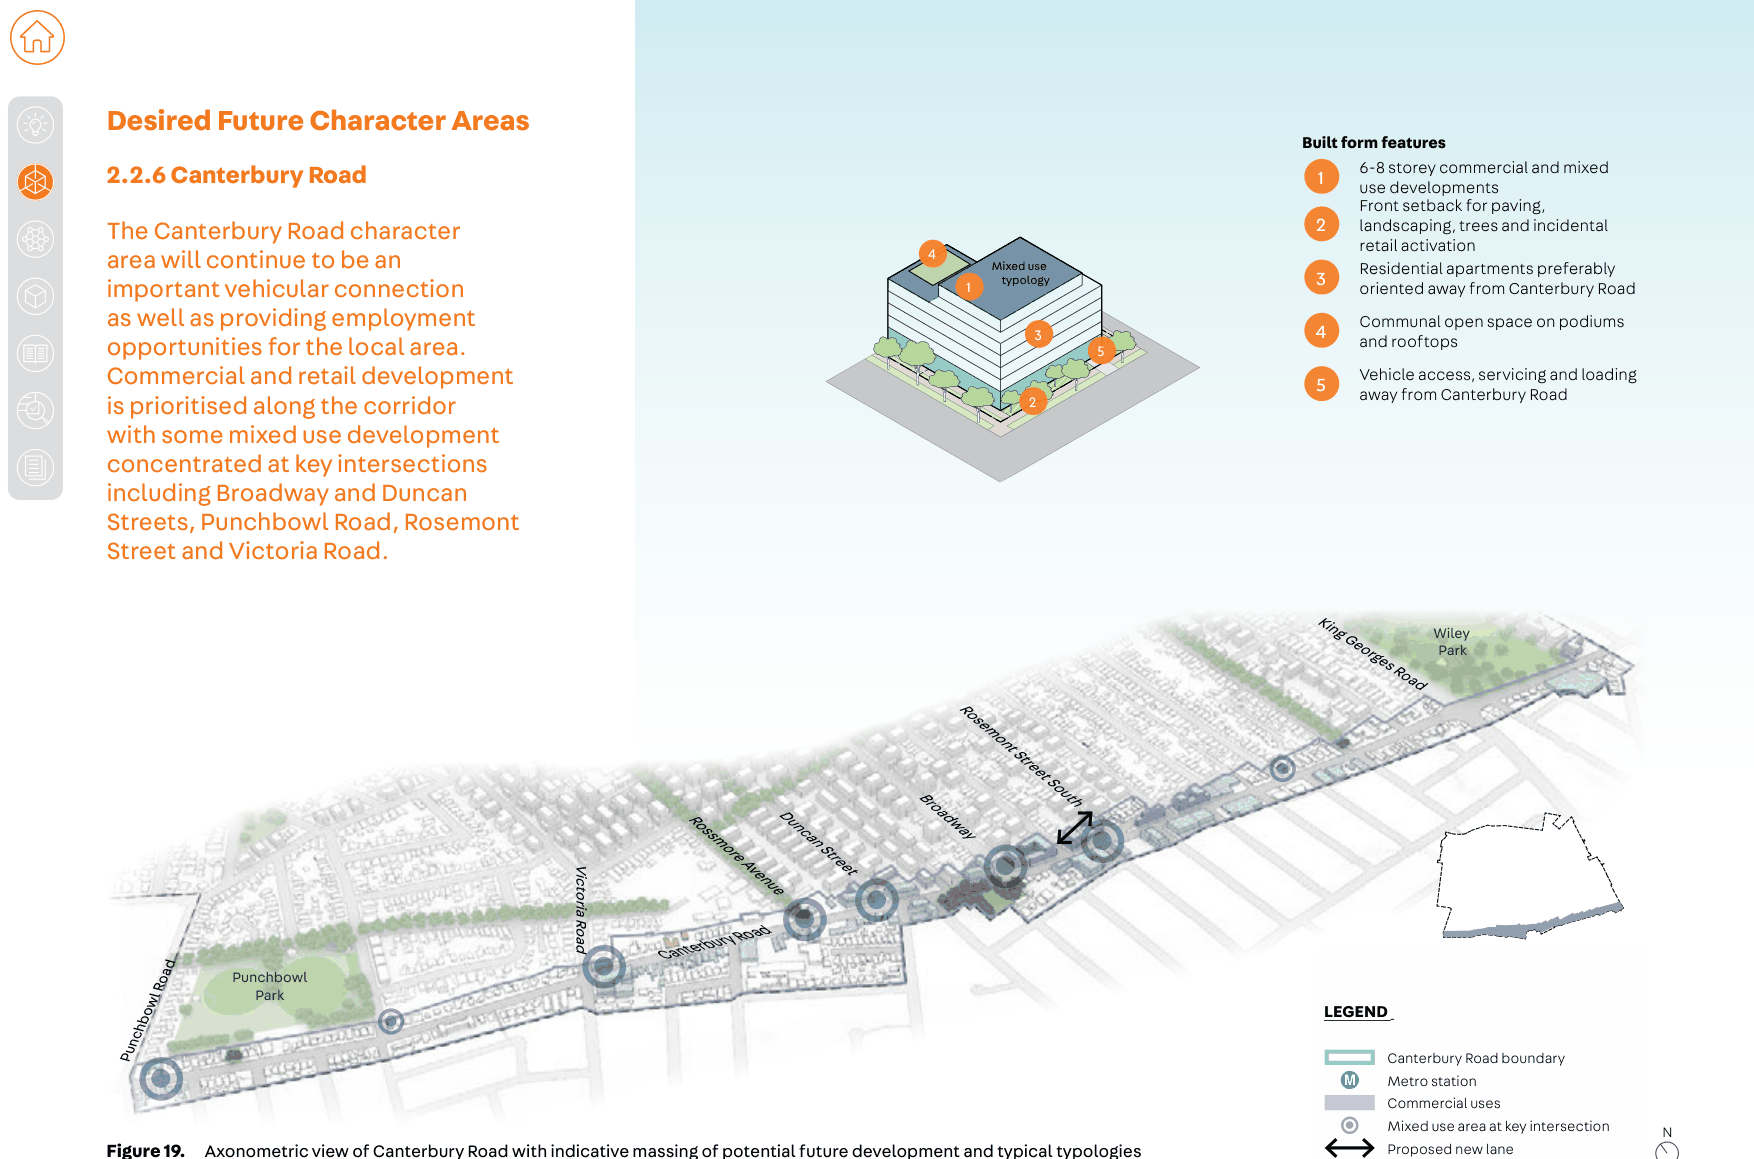 Desired Future Character Areas
2.2.6 Canterbury Road
The Canterbury Road character
area will continue to be an
important vehicular connection
as well as providing employment
opportunities for the local area.
Commercial and retail development
is prioritised along the corridor
with some mixed use development
concentrated at key intersections
including Broadway and Duncan
Streets, Punchbowl Road, Rosemont
Street and Victoria Road.
Built form features
1 6-8 storey commercial and mixed
use developments
2 Front setback for paving,
landscaping, trees and incidental
retail activation
3 Residential apartments preferably
oriented away from Canterbury Road
4 Communal open space on podiums
and rooftops
5 Vehicle access, servicing and loading
away from Canterbury Road
4
Mixed use
typology
1
3
5
2
King Georges Road
Wiley
Park
Rosemont Street South
Broadway
Duncan Street
Rossmore Avenue
Victoria Road
Canterbury Road
Punchbowl
Park
Punchbowl Road
LEGEND
Canterbury Road boundary
M Metro station
Commercial uses
Mixed use area at key intersection
Proposed new lane
N
Figure 19. Axonometric view of Canterbury Road with indicative massing of potential future development and typical typologies